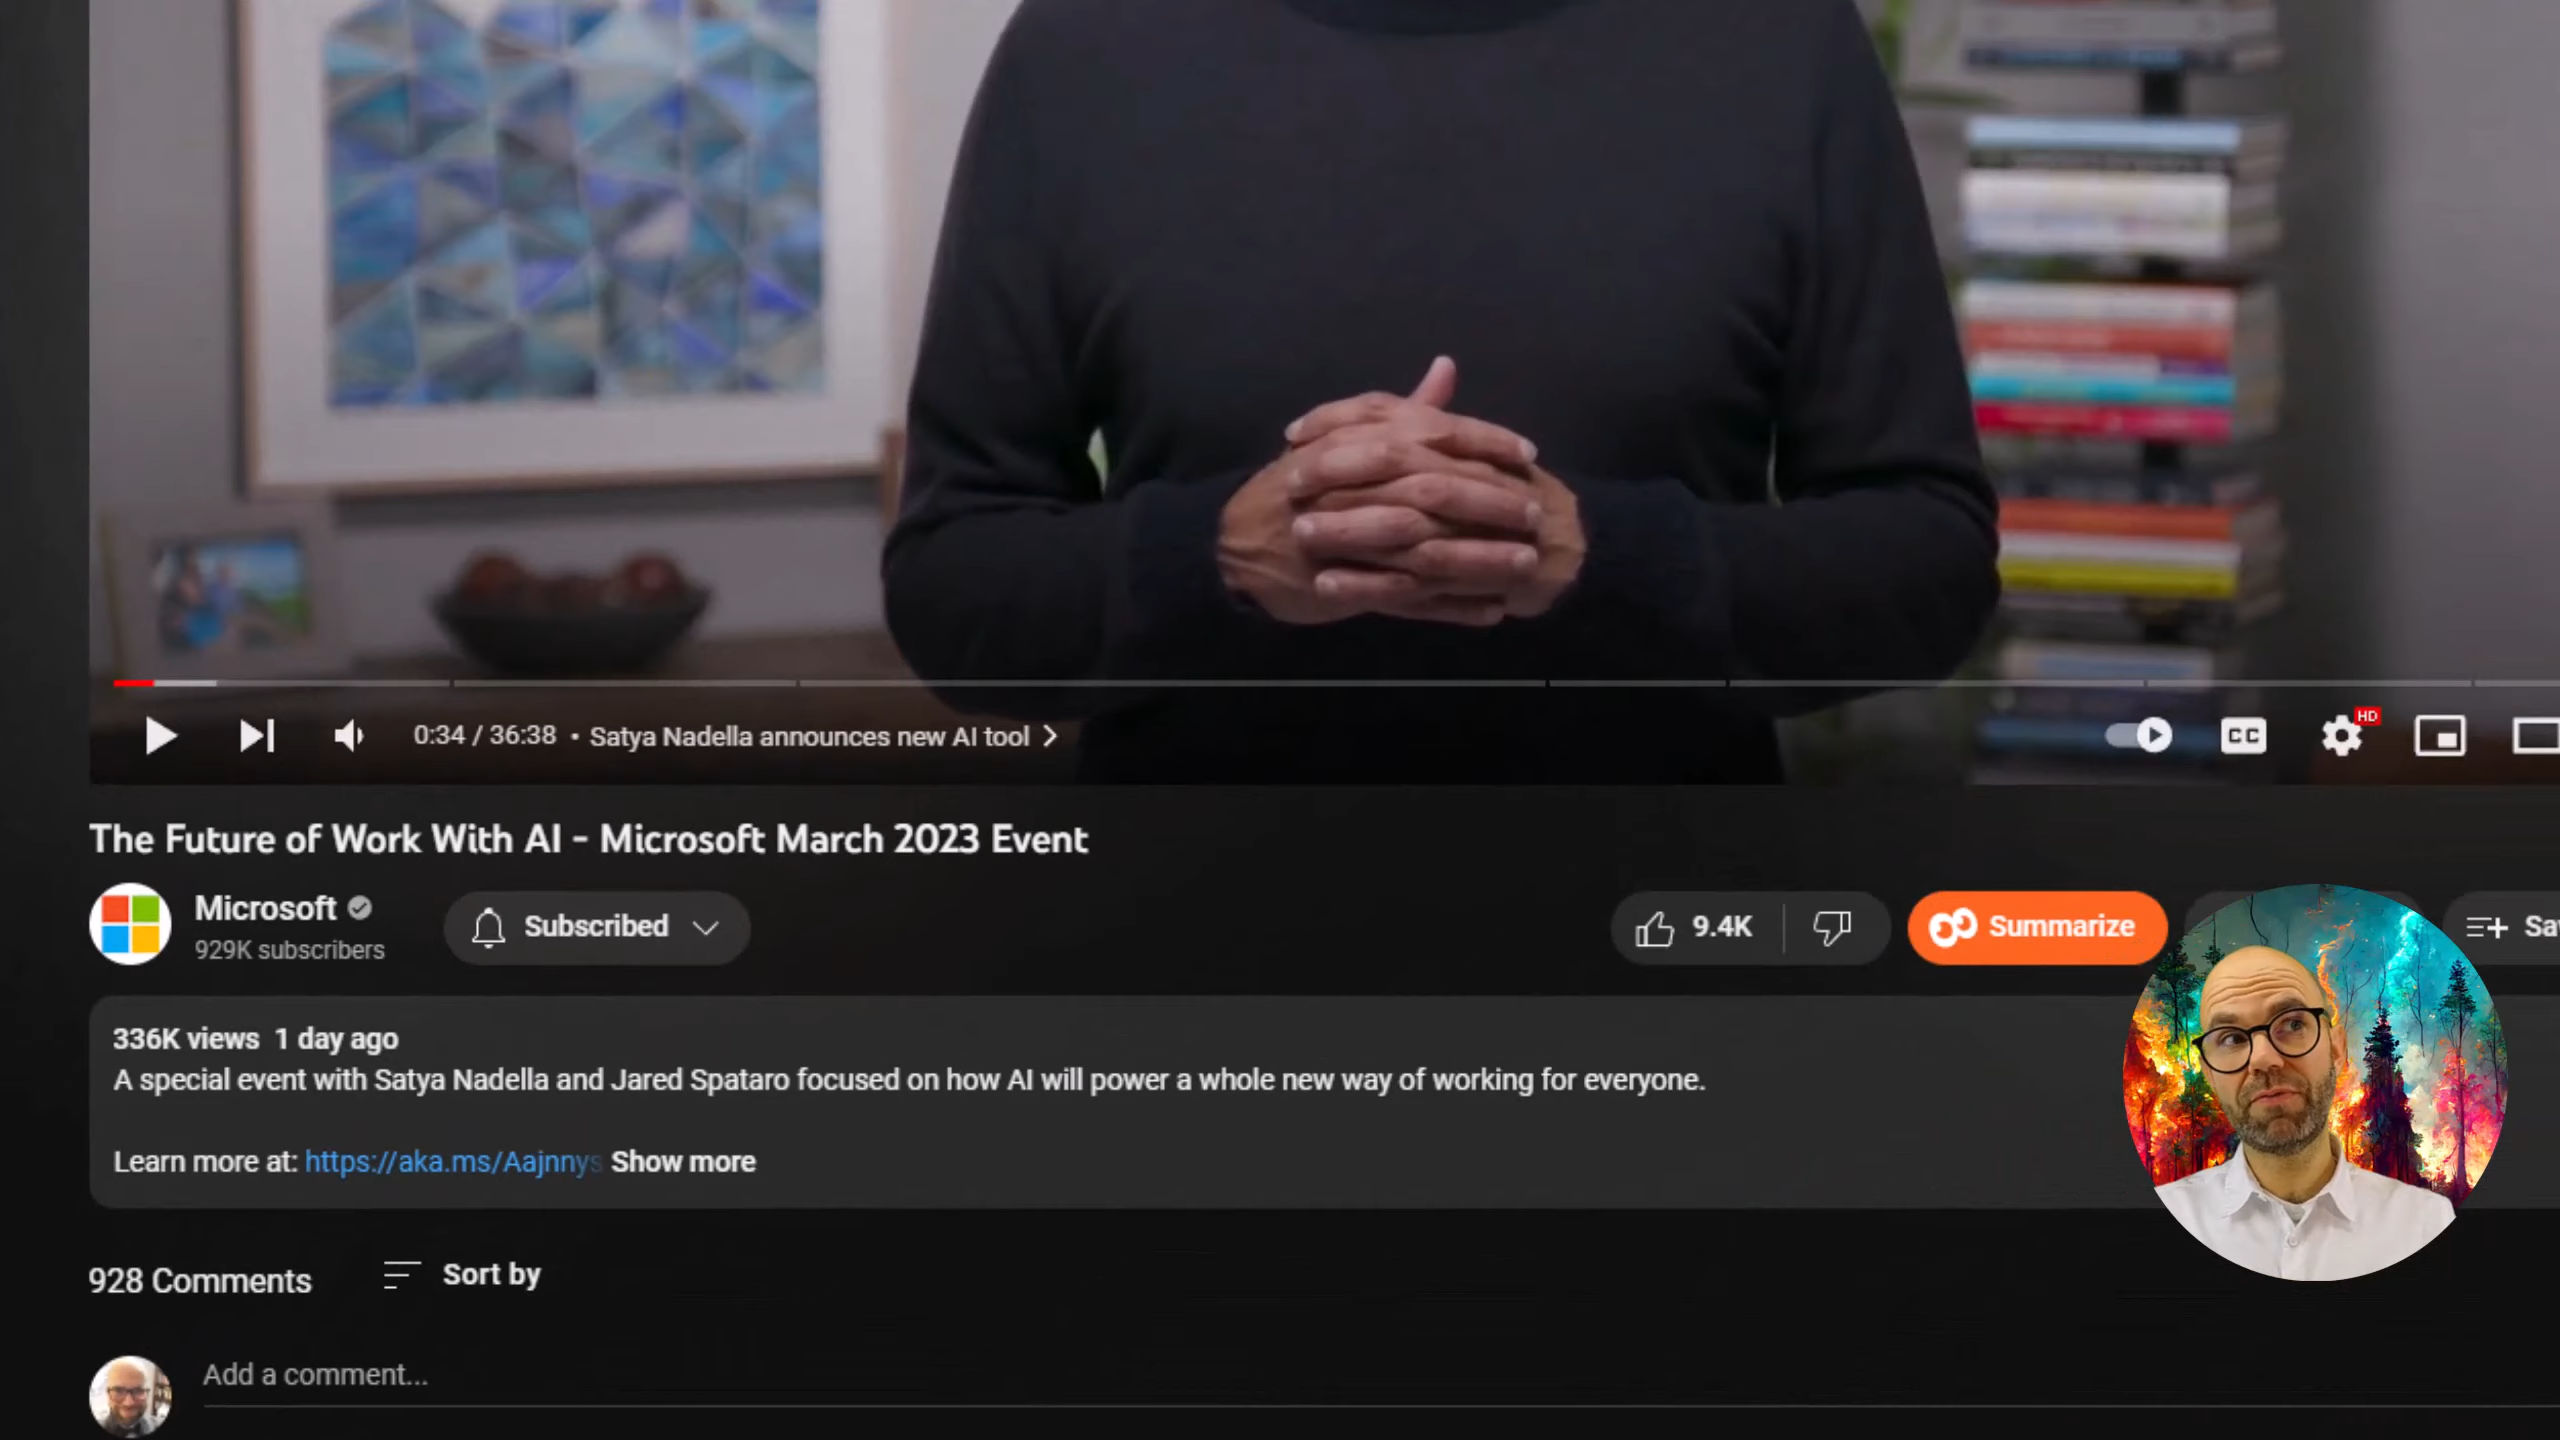 0:34 / 36:38 • Satya Nadella announces new AI tool
CC
HD
The Future of Work With AI - Microsoft March 2023 Event
Microsoft
929K subscribers
Subscribed
9.4K
Summarize
336K views 1 day ago
A special event with Satya Nadella and Jared Spataro focused on how AI will power a whole new way of working for everyone.
Learn more at: https://aka.ms/Aajnnys Show more
928 Comments
Sort by
Add a comment...